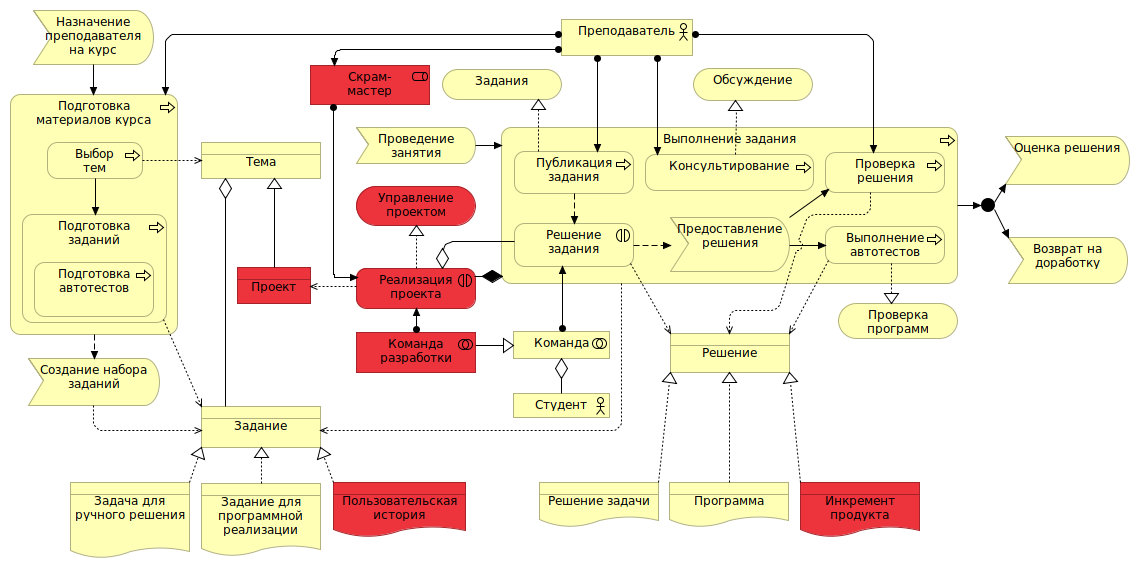 Назначение
преподавателя
на курс
Преподаватель
Скрам-
мастер
Задания
Обсуждение
Подготовка
материалов курса
Выбор
тем
Тема
Проведение
занятия
Выполнение задания
Публикация
задания
Консультирование
Проверка
решения
Оценка решения
Управление
проектом
Подготовка
заданий
Подготовка
автотестов
Решение
задания
Предоставление
решения
Выполнение
автотестов
Возврат на
доработку
Проект
Реализация
проекта
Проверка
программ
Команда
разработки
Команда
Решение
Создание набора
заданий
Студент
Задание
Задача для
ручного решения
Задание для
программной
реализации
Пользовательская
история
Решение задачи
Программа
Инкремент
продукта